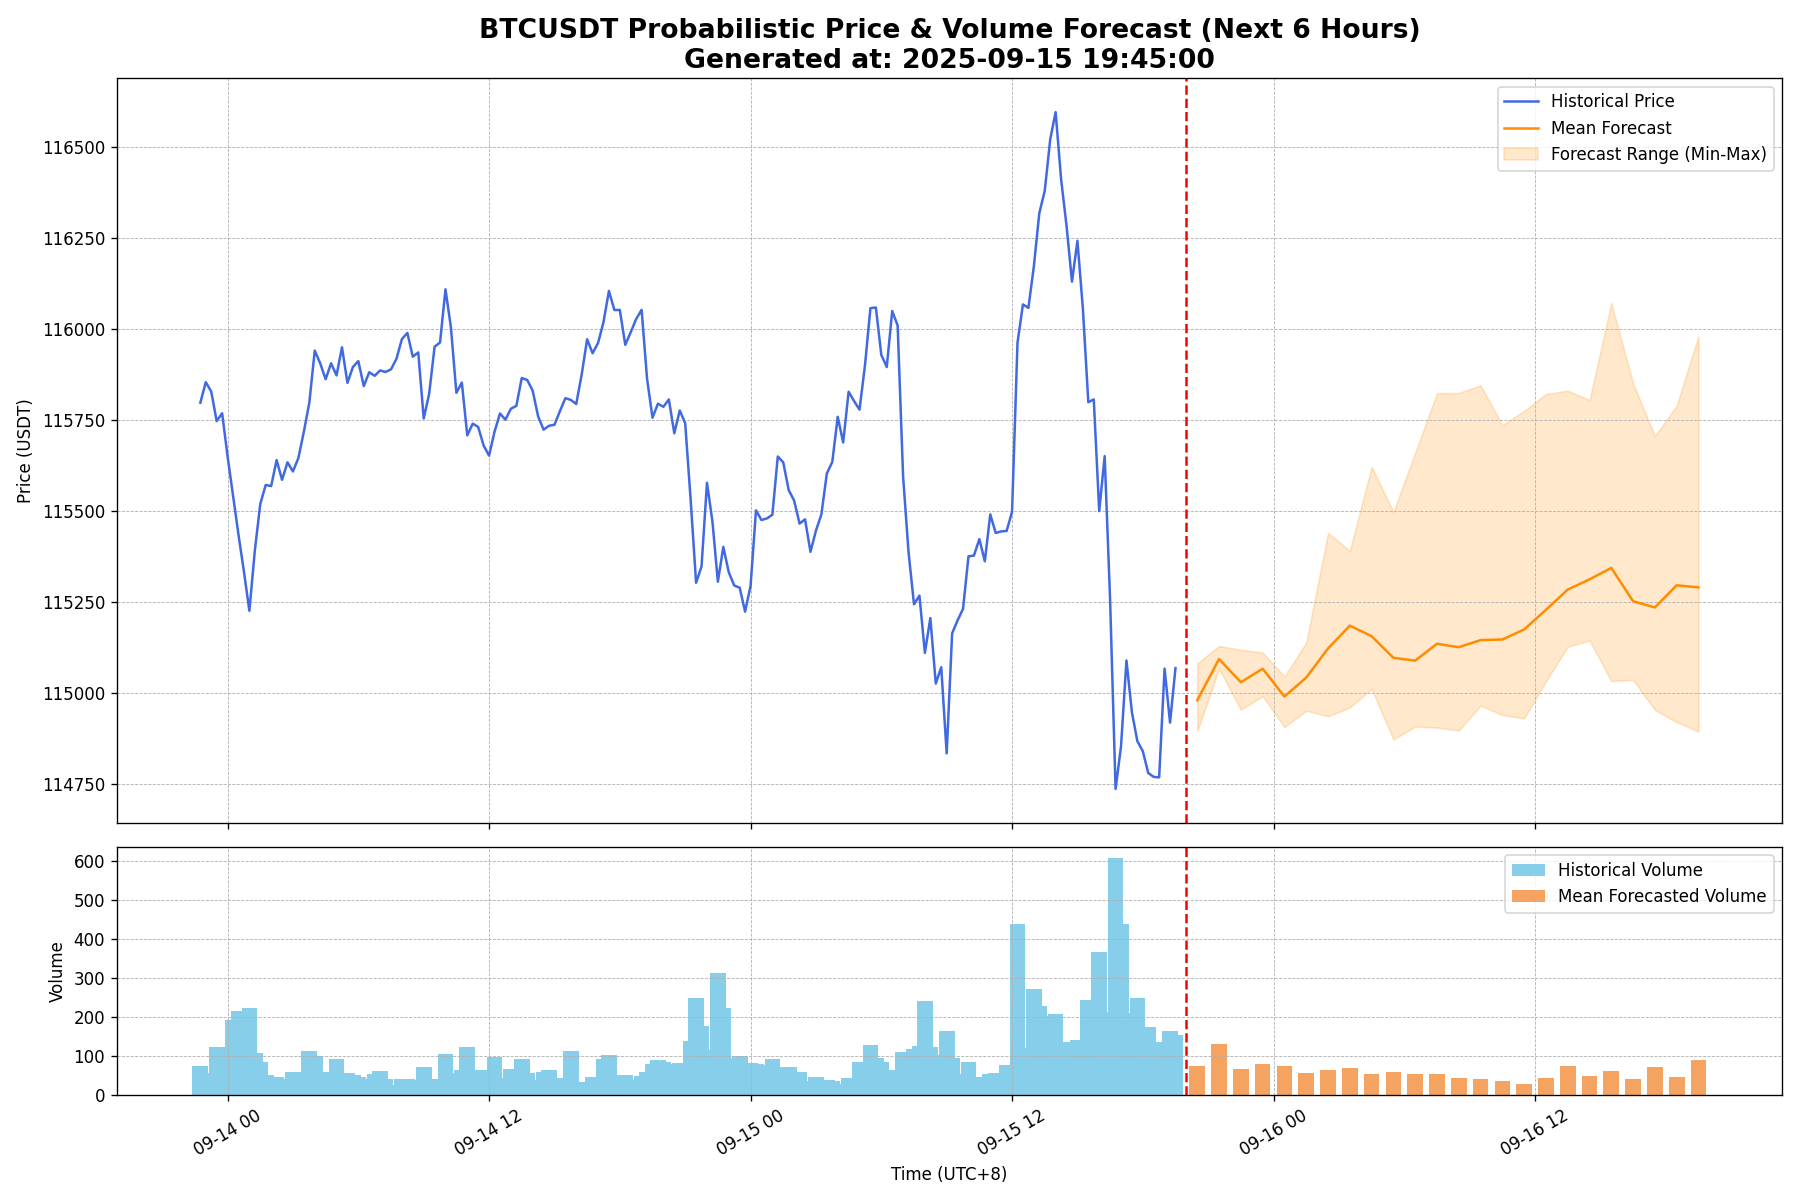 BTCUSDT Probabilistic Price & Volume Forecast (Next 6 Hours)
Generated at: 2025-09-15 19:45:00
Historical Price
Mean Forecast
Forecast Range (Min-Max)
116500
116250
116000
115750
115500
115250
115000
114750
Price (USDT)
Historical Volume
Mean Forecasted Volume
600
500
400
300
200
100
0
Volume
09-14 00
09-14 12
09-15 00
09-15 12
09-16 00
09-16 12
Time (UTC+8)